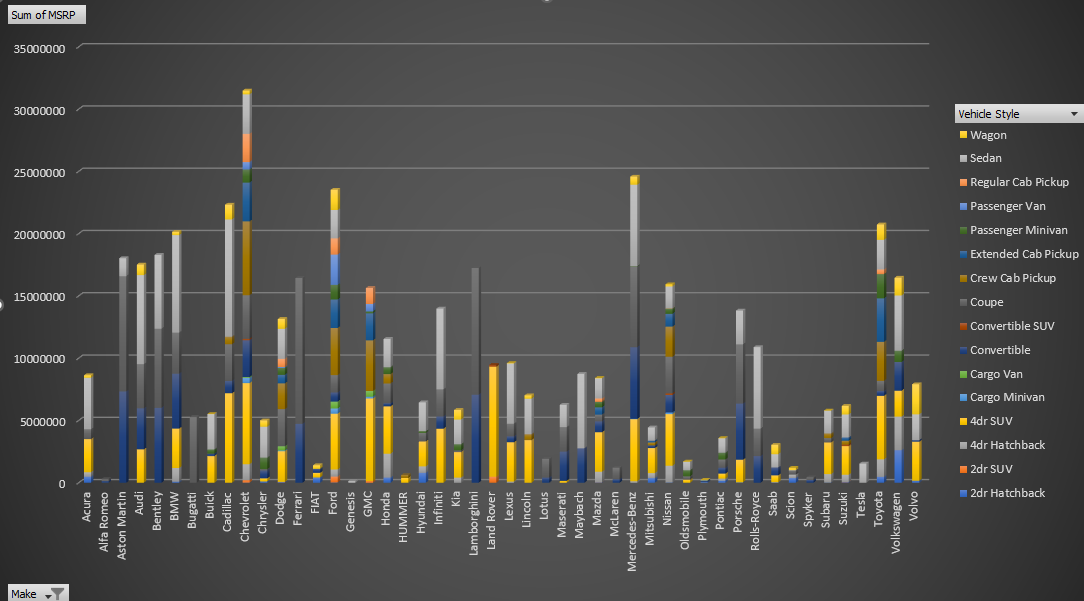 Sum of MSRP
35000000
30000000
25000000
20000000
15000000
10000000
5000000
0
Acura
Alfa Romeo
Aston Martin
Audi
Bentley
BMW
Bugatti
Buick
Cadillac
Chevrolet
Chrysler
Dodge
Ferrari
FIAT
Ford
Genesis
GMC
Honda
HUMMER
Hyundai
Infiniti
Kia
Lamborghini
Land Rover
Lexus
Lincoln
Lotus
Maserati
Maybach
Mazda
McLaren
Mercedes-Benz
Mitsubishi
Nissan
Oldsmobile
Plymouth
Pontiac
Porsche
Rolls-Royce
Saab
Scion
Spyker
Subaru
Suzuki
Tesla
Toyota
Volkswagen
Volvo
Vehicle Style
Wagon
Sedan
Regular Cab Pickup
Passenger Van
Passenger Minivan
Extended Cab Pickup
Crew Cab Pickup
Coupe
Convertible SUV
Convertible
Cargo Van
Cargo Minivan
4dr SUV
4dr Hatchback
2dr SUV
2dr Hatchback
Make